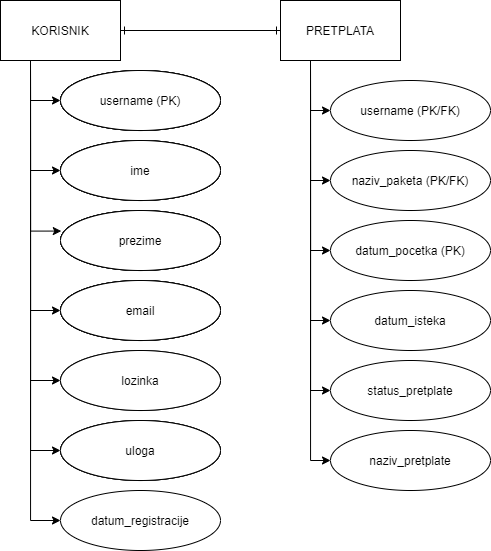 KORISNIK
username (PK)
ime
prezime
email
lozinka
uloga
datum_registracije
PRETPLATA
username (PK/FK)
naziv_paketa (PK/FK)
datum_pocetka (PK)
datum_isteka
status_pretplate
naziv_pretplate